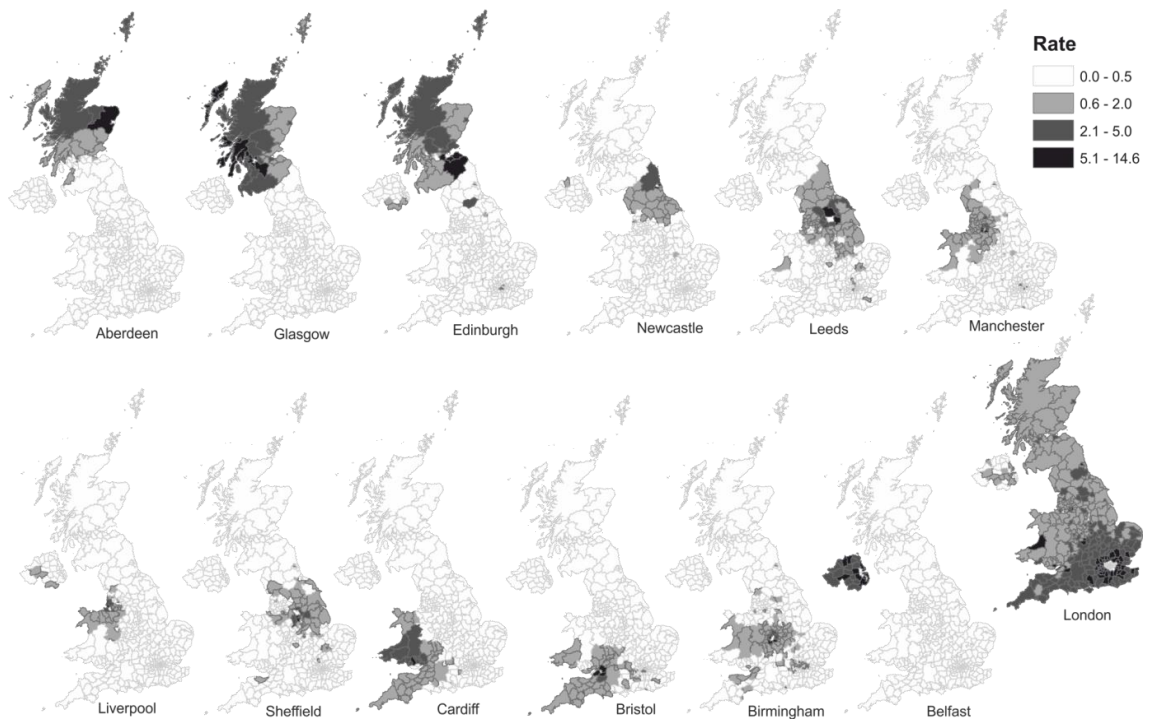 Rate
0.0 - 0.5
0.6 - 2.0
2.1 - 5.0
5.1 - 14.6
Aberdeen
Glasgow
Edinburgh
Newcastle
Leeds
Manchester
Liverpool
Sheffield
Cardiff
Bristol
Birmingham
Belfast
London